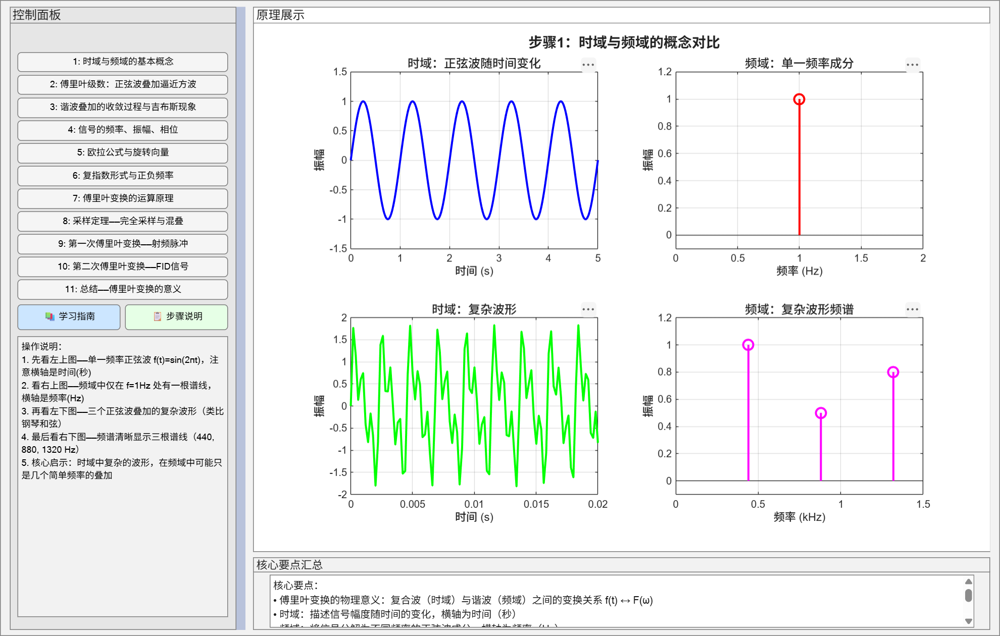 控制面板
1: 时域与频域的基本概念
2: 傅里叶级数：正弦波叠加逼近方波
3: 谐波叠加的收敛过程与吉布斯现象
4: 信号的频率、振幅、相位
5: 欧拉公式与旋转向量
6: 复指数形式与正负频率
7: 傅里叶变换的运算原理
8: 采样定理——完全采样与混叠
9: 第一次傅里叶变换——射频脉冲
10: 第二次傅里叶变换——FID信号
11: 总结——傅里叶变换的意义
学习指南
步骤说明
操作说明：
1. 先看左上图——单一频率正弦波 f(t)=sin(2πt)，注
意横轴是时间(秒)
2. 看右上图——频域中仅在 f=1Hz 处有一根谱线，
横轴是频率(Hz)
3. 再看左下图——三个正弦波叠加的复杂波形（类比
钢琴和弦）
4. 最后看右下图——频谱清晰显示三根谱线（440,
880, 1320 Hz）
5. 核心启示：时域中复杂的波形，在频域中可能只
是几个简单频率的叠加
原理展示
步骤1：时域与频域的概念对比
时域：正弦波随时间变化
1.5
1
0.5
0
-0.5
-1
-1.5
振幅
0 1 2 3 4 5
时间 (s)
频域：单一频率成分
1.2
1
0.8
0.6
0.4
0.2
0
振幅
0 0.5 1 1.5 2
频率 (Hz)
时域：复杂波形
2
1.5
1
0.5
0
-0.5
-1
-1.5
-2
振幅
0 0.005 0.01 0.015 0.02
时间 (s)
频域：复杂波形频谱
1.2
1
0.8
0.6
0.4
0.2
0
振幅
0 0.5 1 1.5
频率 (kHz)
核心要点汇总
核心要点：
• 傅里叶变换的物理意义：复合波（时域）与谐波（频域）之间的变换关系 f(t) ↔ F(ω)
• 时域：描述信号幅度随时间的变化，横轴为时间（秒）